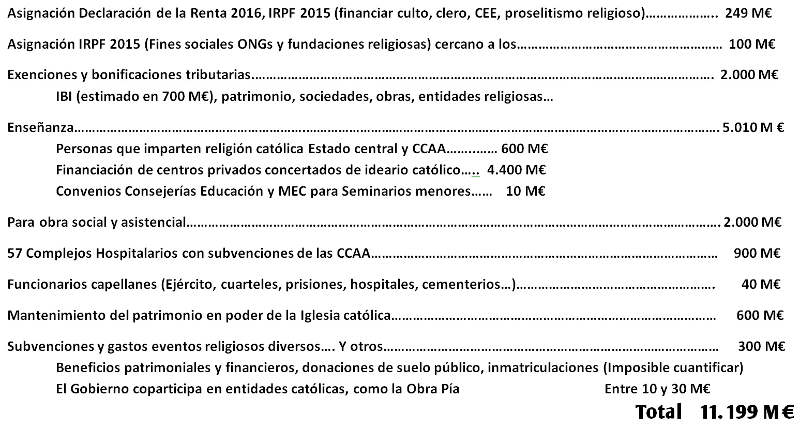 Asignación Declaración de la Renta 2016, IRPF 2015 (financiar culto, clero, CEE, proselitismo religioso)……………….. 249 M€
Asignación IRPF 2015 (Fines sociales ONGs y fundaciones religiosas) cercano a los…………………………………………… 100 M€
Exenciones y bonificaciones tributarias……………………………………………………………………………………………………. 2.000 M€
IBI (estimado en 700 M€), patrimonio, sociedades, obras, entidades religiosas…
Enseñanza……………………………………………………………………………………………………………………………………………. 5.010 M €
Personas que imparten religión católica Estado central y CCAA……..…… 600 M€
Financiación de centros privados concertados de ideario católico….. 4.400 M€
Convenios Consejerías Educación y MEC para Seminarios menores…… 10 M€
Para obra social y asistencial……………………………………………………………………………………………………………………. 2.000 M€
57 Complejos Hospitalarios con subvenciones de las CCAA…………………………………………………………………………… 900 M€
Funcionarios capellanes (Ejército, cuarteles, prisiones, hospitales, cementerios…)…………………………………………. 40 M€
Mantenimiento del patrimonio en poder de la Iglesia católica……………………………………………………………………… 600 M€
Subvenciones y gastos eventos religiosos diversos…. Y otros………………………………………………………………………… 300 M€
Beneficios patrimoniales y financieros, donaciones de suelo público, inmatriculaciones (Imposible cuantificar)
El Gobierno coparticipa en entidades católicas, como la Obra Pía Entre 10 y 30 M€
Total 11.199 M€